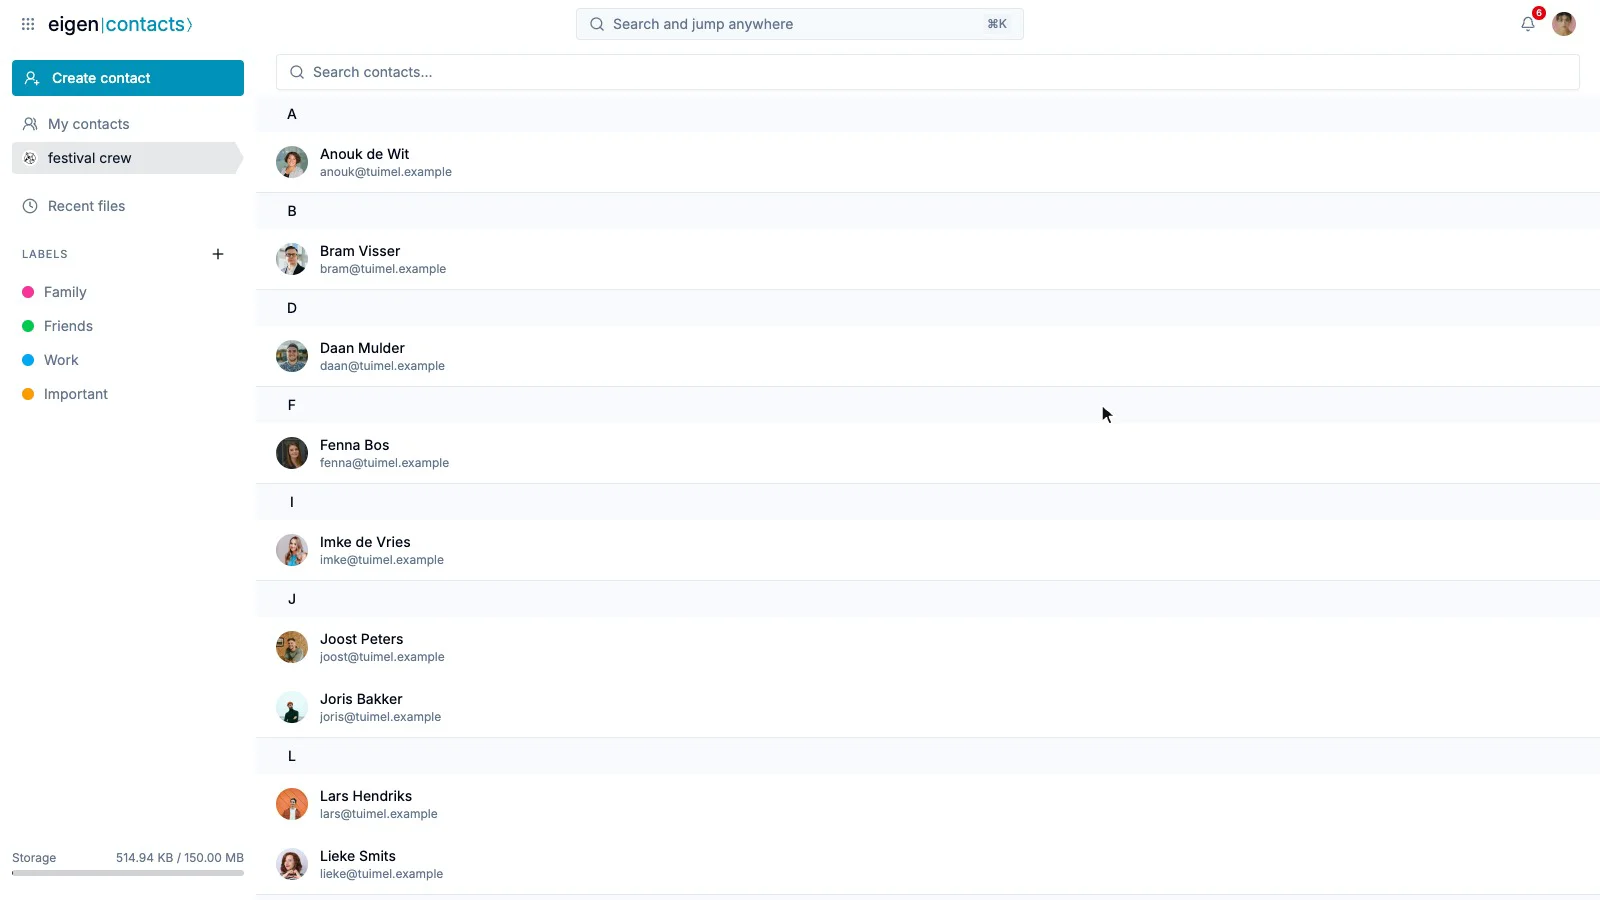 eigen|contacts
Search and jump anywhere ⌘K
6
Create contact
Search contacts...
My contacts
festival crew
Recent files
LABELS
Family
Friends
Work
Important
Storage 514.94 KB / 150.00 MB
A
Anouk de Wit
anouk@tuimel.example
B
Bram Visser
bram@tuimel.example
D
Daan Mulder
daan@tuimel.example
F
Fenna Bos
fenna@tuimel.example
I
Imke de Vries
imke@tuimel.example
J
Joost Peters
joost@tuimel.example
Joris Bakker
joris@tuimel.example
L
Lars Hendriks
lars@tuimel.example
Lieke Smits
lieke@tuimel.example